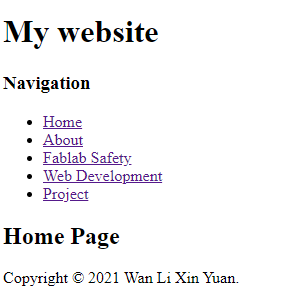 My website
Navigation
Home
About
Fablab Safety
Web Development
Project
Home Page
Copyright © 2021 Wan Li Xin Yuan.